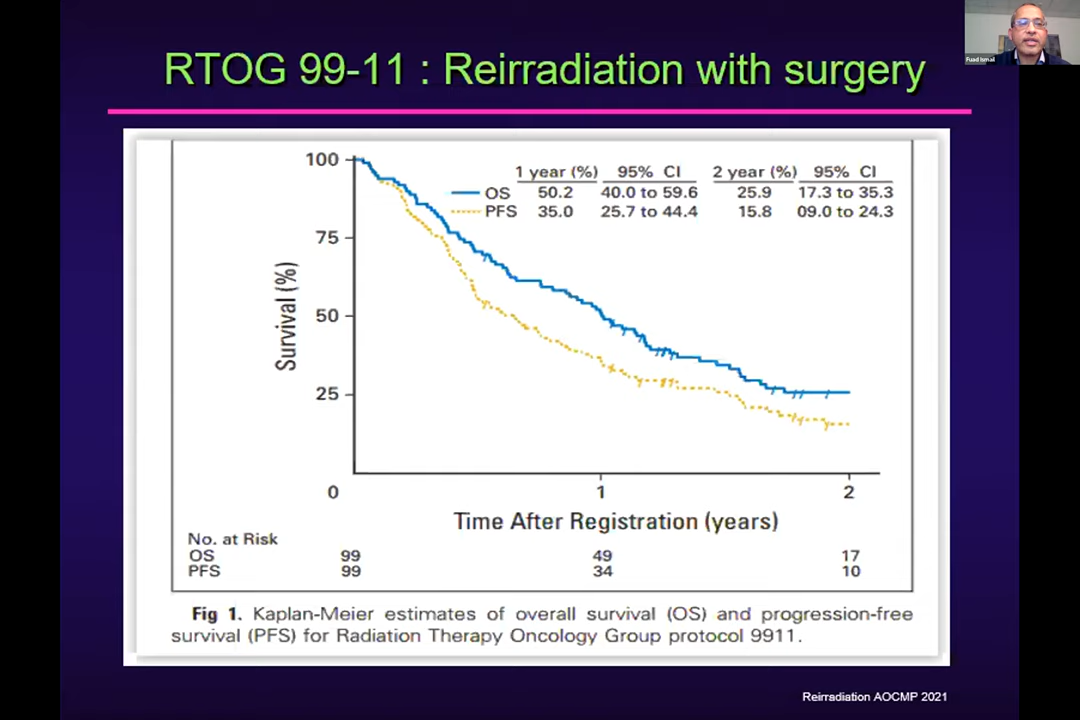 RTOG 99-11 : Reirradiation with surgery
Fuad Ismail
100
75
50
25
0
Survival (%)
1 year (%) 95% CI 2 year (%) 95% CI
OS 50.2 40.0 to 59.6 25.9 17.3 to 35.3
PFS 35.0 25.7 to 44.4 15.8 09.0 to 24.3
1 2
Time After Registration (years)
No. at Risk
OS 99 49 17
PFS 99 34 10
Fig 1. Kaplan-Meier estimates of overall survival (OS) and progression-free
survival (PFS) for Radiation Therapy Oncology Group protocol 9911.
Reirradiation AOCMP 2021